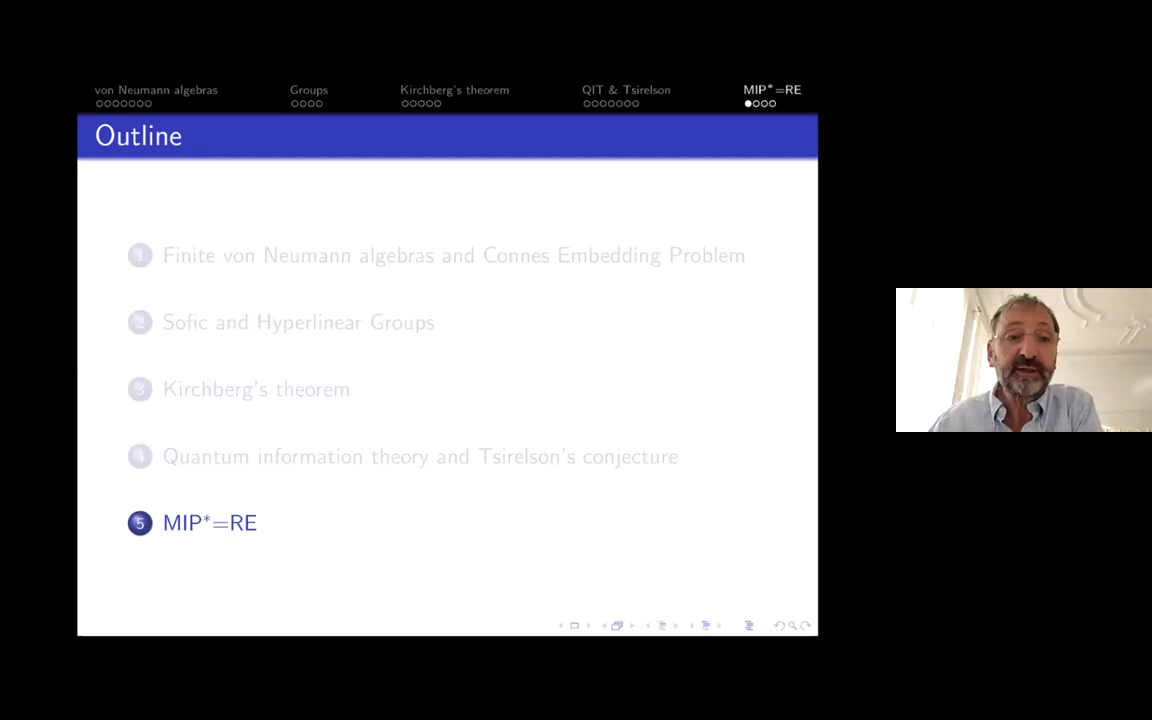 von Neumann algebras Groups Kirchberg's theorem QIT & Tsirelson MIP*=RE
Outline
1 Finite von Neumann algebras and Connes Embedding Problem
2 Sofic and Hyperlinear Groups
3 Kirchberg's theorem
4 Quantum information theory and Tsirelson's conjecture
5 MIP*=RE